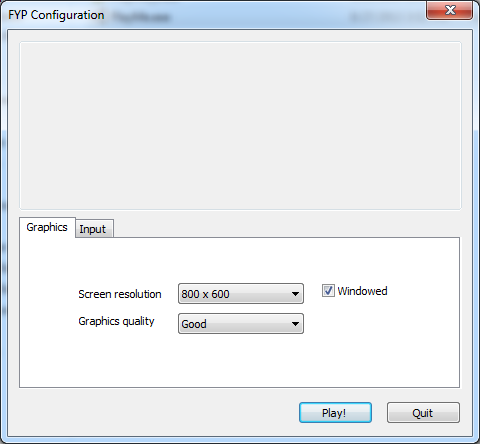 FYP Configuration
Graphics
Input
Screen resolution
800 x 600
Windowed
Graphics quality
Good
Play!
Quit